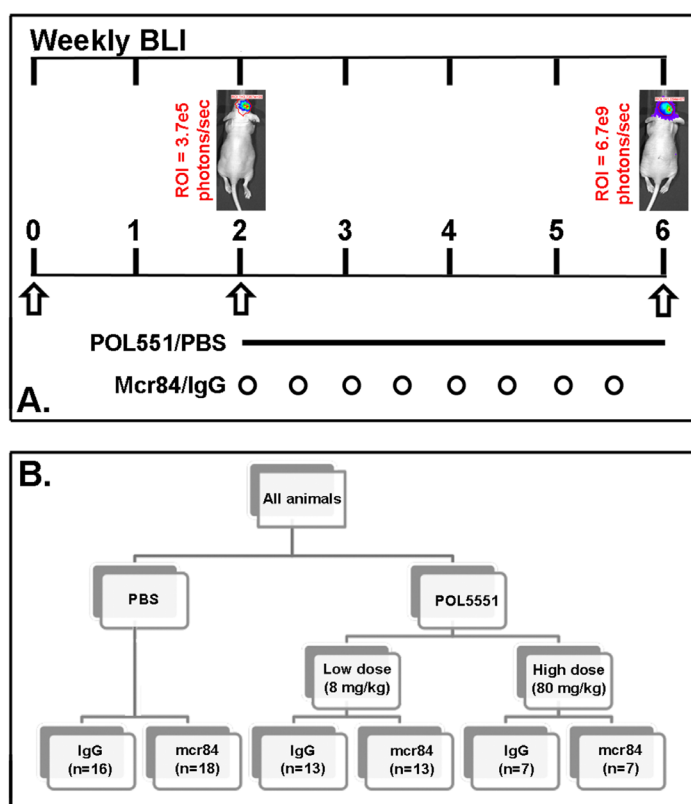 Weekly BLI
ROI = 3.7e5
photons/sec
ROI = 6.7e9
photons/sec
0 1 2 3 4 5 6
POL551/PBS
Mcr84/IgG
A.
B.
All animals
PBS
POL5551
Low dose
(8 mg/kg)
High dose
(80 mg/kg)
IgG
(n=16)
mcr84
(n=18)
IgG
(n=13)
mcr84
(n=13)
IgG
(n=7)
mcr84
(n=7)